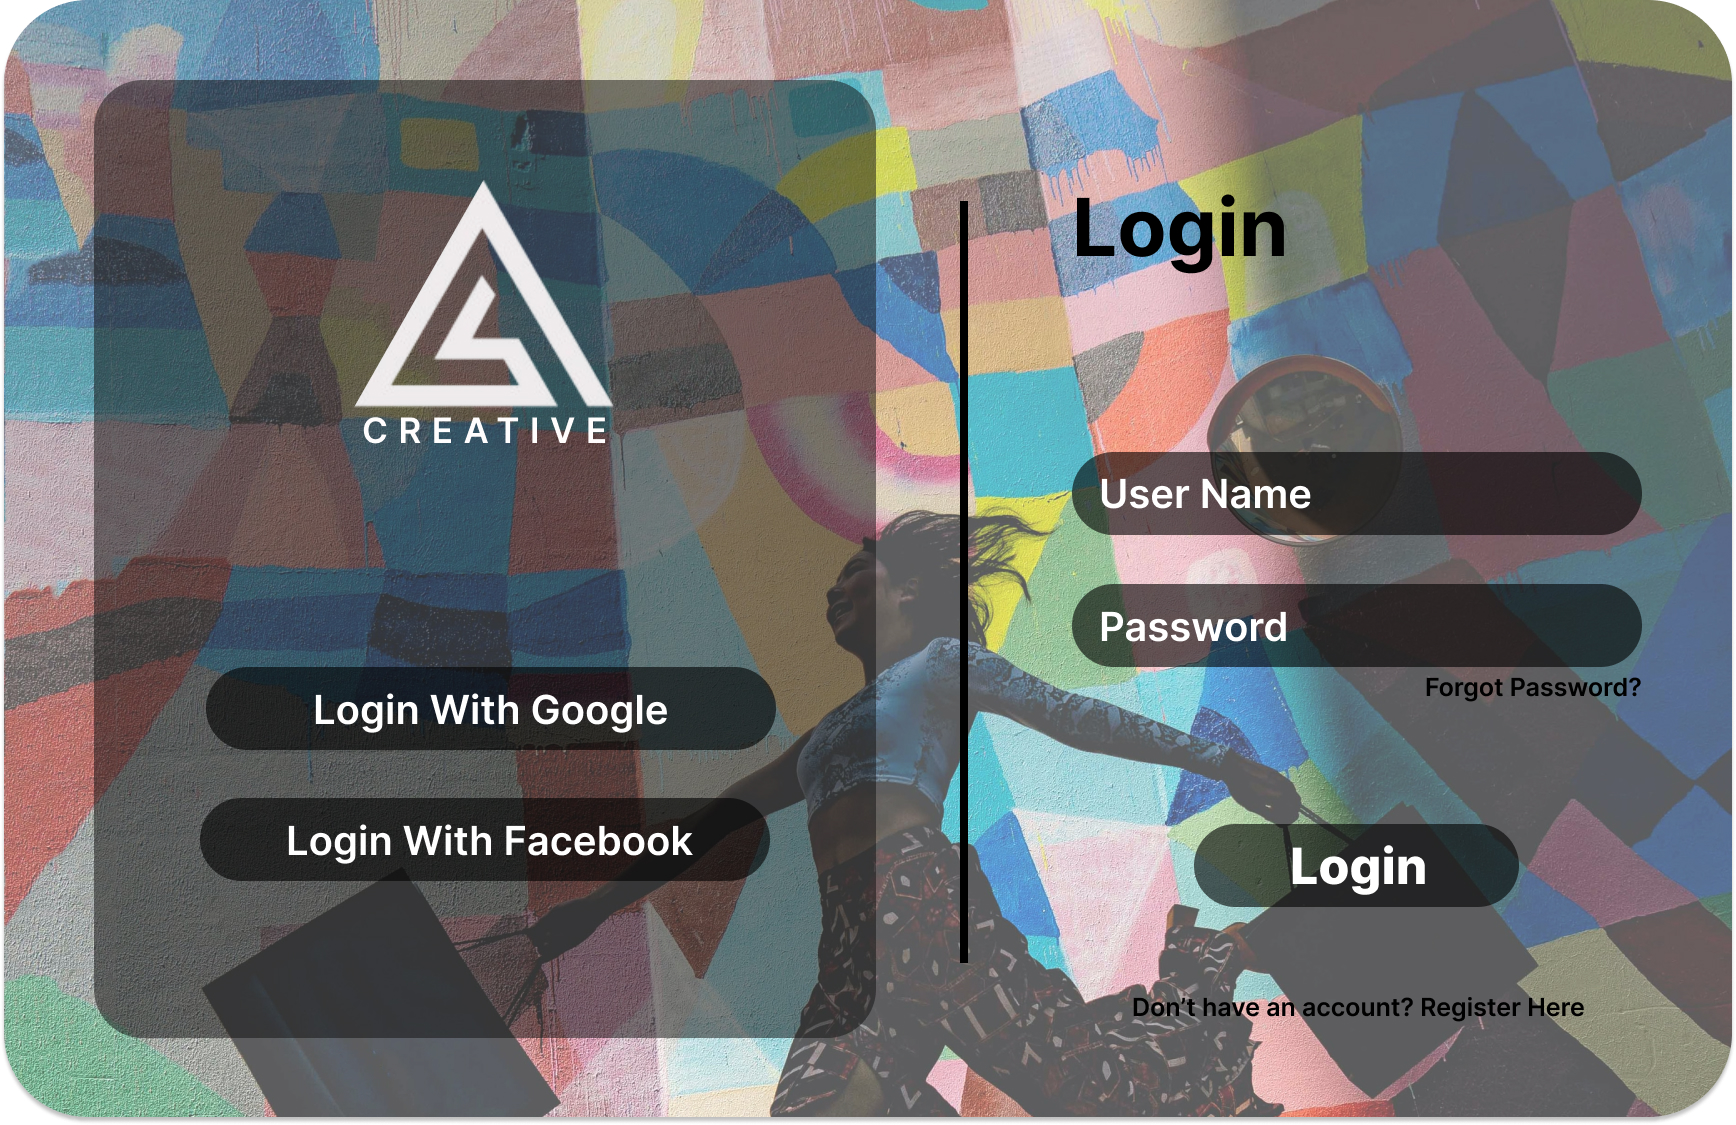 CREATIVE
Login With Google
Login With Facebook
Login
User Name
Password
Forgot Password?
Login
Don't have an account? Register Here